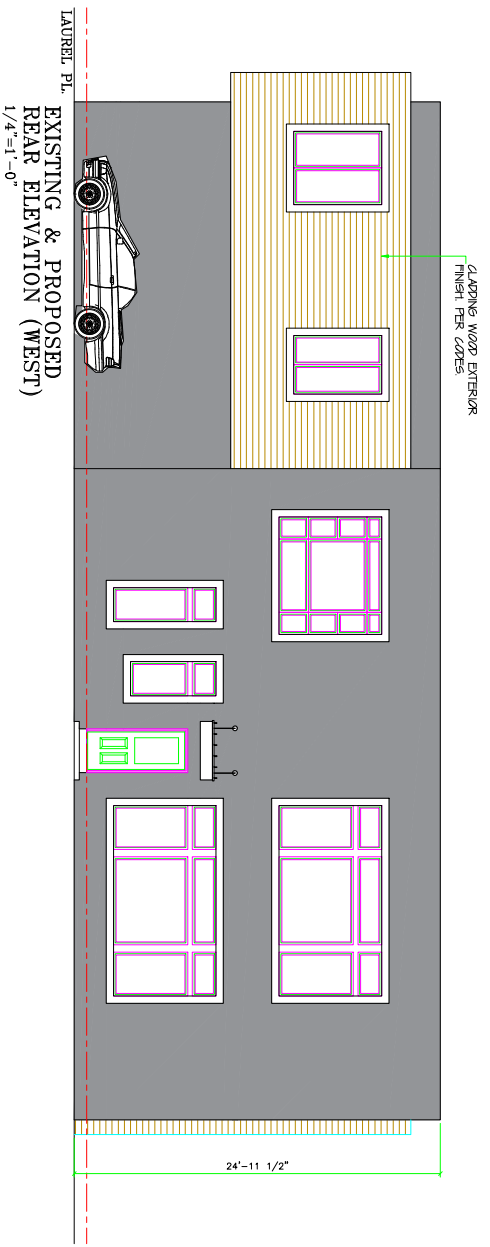 CLADDING WOOD EXTERIOR
FINISH. PER CODES.
24'-11 1/2"
LAUREL PL.
EXISTING & PROPOSED
REAR ELEVATION (WEST)
1/4"=1'-0"